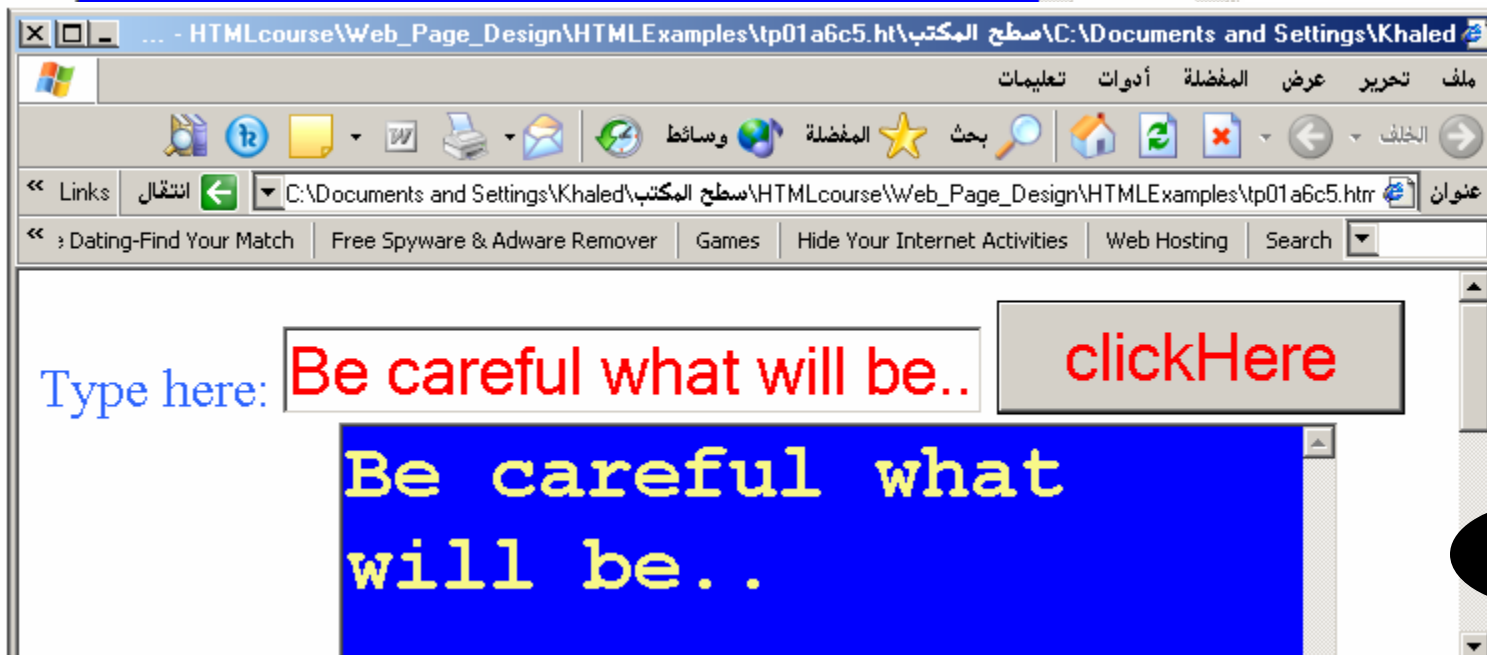 C:\Documents and Settings\Khaled\سطح المكتب\HTMLcourse\Web_Page_Design\HTMLExamples\tp01a6c5.ht - ...
ملف تحرير عرض المفضلة أدوات تعليمات
الخلف بحث المفضلة وسائط
عنوان C:\Documents and Settings\Khaled\سطح المكتب\HTMLcourse\Web_Page_Design\HTMLExamples\tp01a6c5.htm انتقال Links
Dating-Find Your Match Free Spyware & Adware Remover Games Hide Your Internet Activities Web Hosting Search
Type here: Be careful what will be.. clickHere
Be careful what
will be..